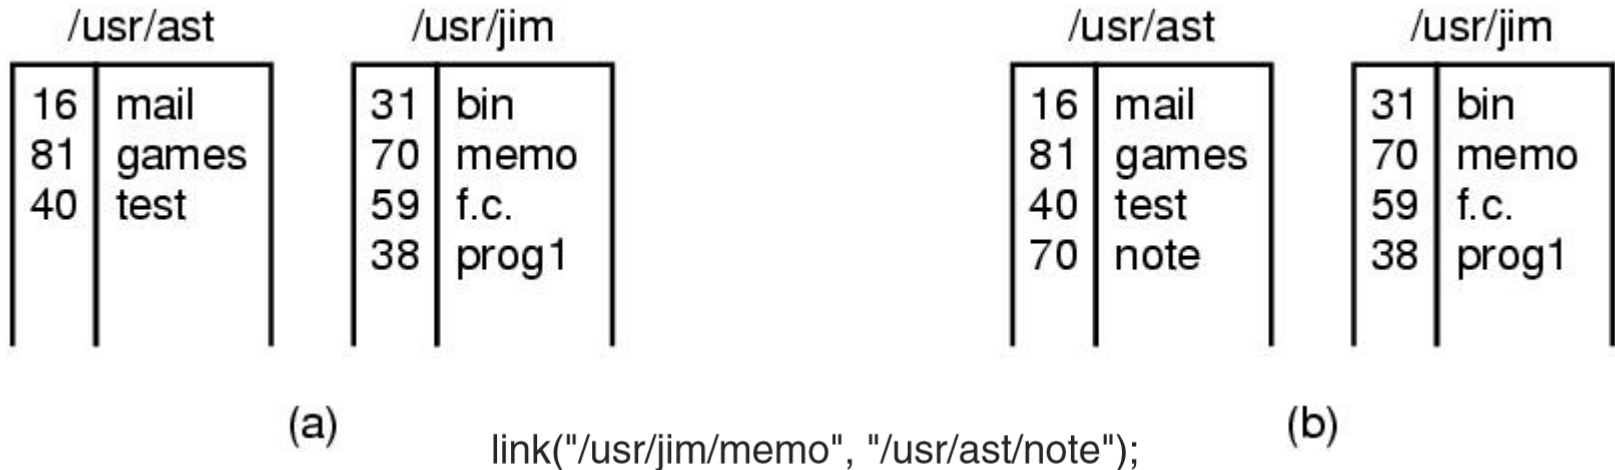 /usr/ast /usr/jim /usr/ast /usr/jim
16 mail 31 bin 16 mail 31 bin
81 games 70 memo 81 games 70 memo
40 test 59 f.c. 40 test 59 f.c.
38 prog1 70 note 38 prog1
(a) (b)
link("/usr/jim/memo", "/usr/ast/note");